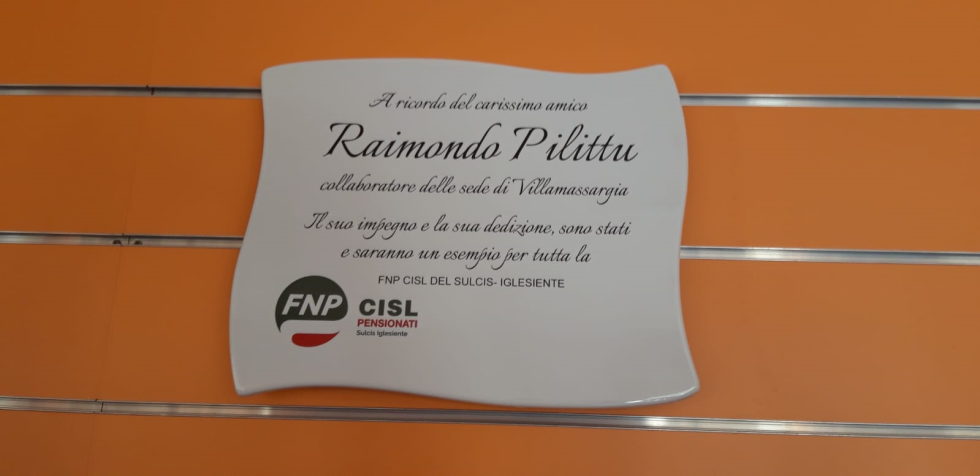 A ricordo del carissimo amico
Raimondo Pilittu
collaboratore delle sede di Villamassargia
Il suo impegno e la sua dedizione, sono stati
e saranno un esempio per tutta la
FNP CISL DEL SULCIS- IGLESIENTE
FNP CISL
PENSIONATI
Sulcis Iglesiente